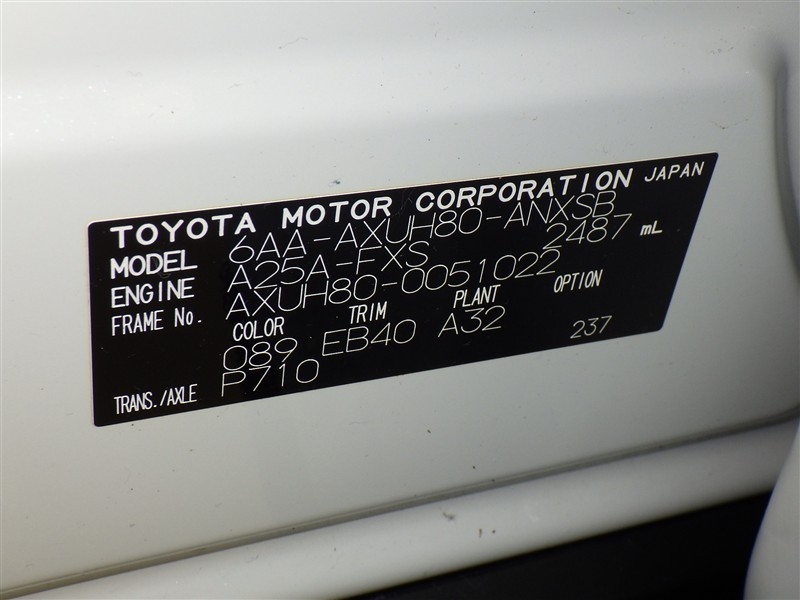 TOYOTA MOTOR CORPORATION JAPAN
MODEL 6AA-AXUH80-ANXSB
ENGINE A25A-FXS 2487 mL
FRAME No. AXUH80-0051022
COLOR TRIM PLANT OPTION
089 EB40 A32 237
TRANS./AXLE P710